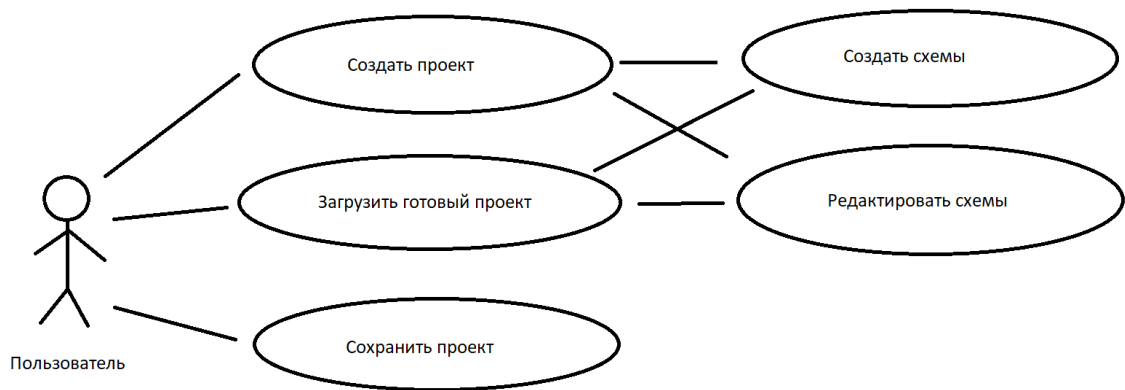 Создать проект
Создать схемы
Загрузить готовый проект
Редактировать схемы
Сохранить проект
Пользователь